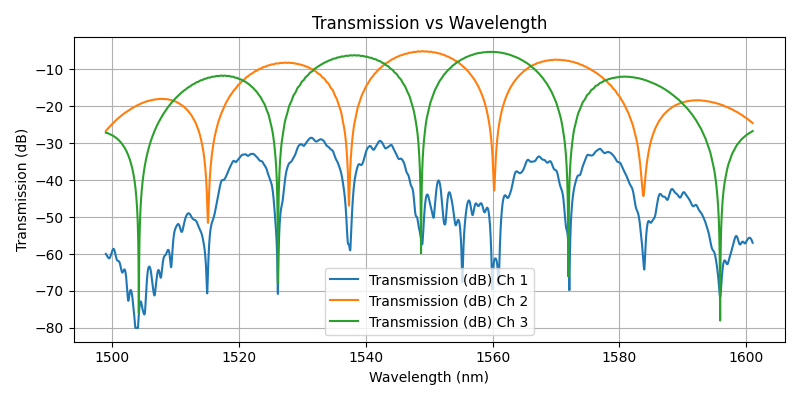 Transmission vs Wavelength
Transmission (dB)
−10
−20
−30
−40
−50
−60
−70
−80
Transmission (dB) Ch 1
Transmission (dB) Ch 2
Transmission (dB) Ch 3
1500
1520
1540
1560
1580
1600
Wavelength (nm)